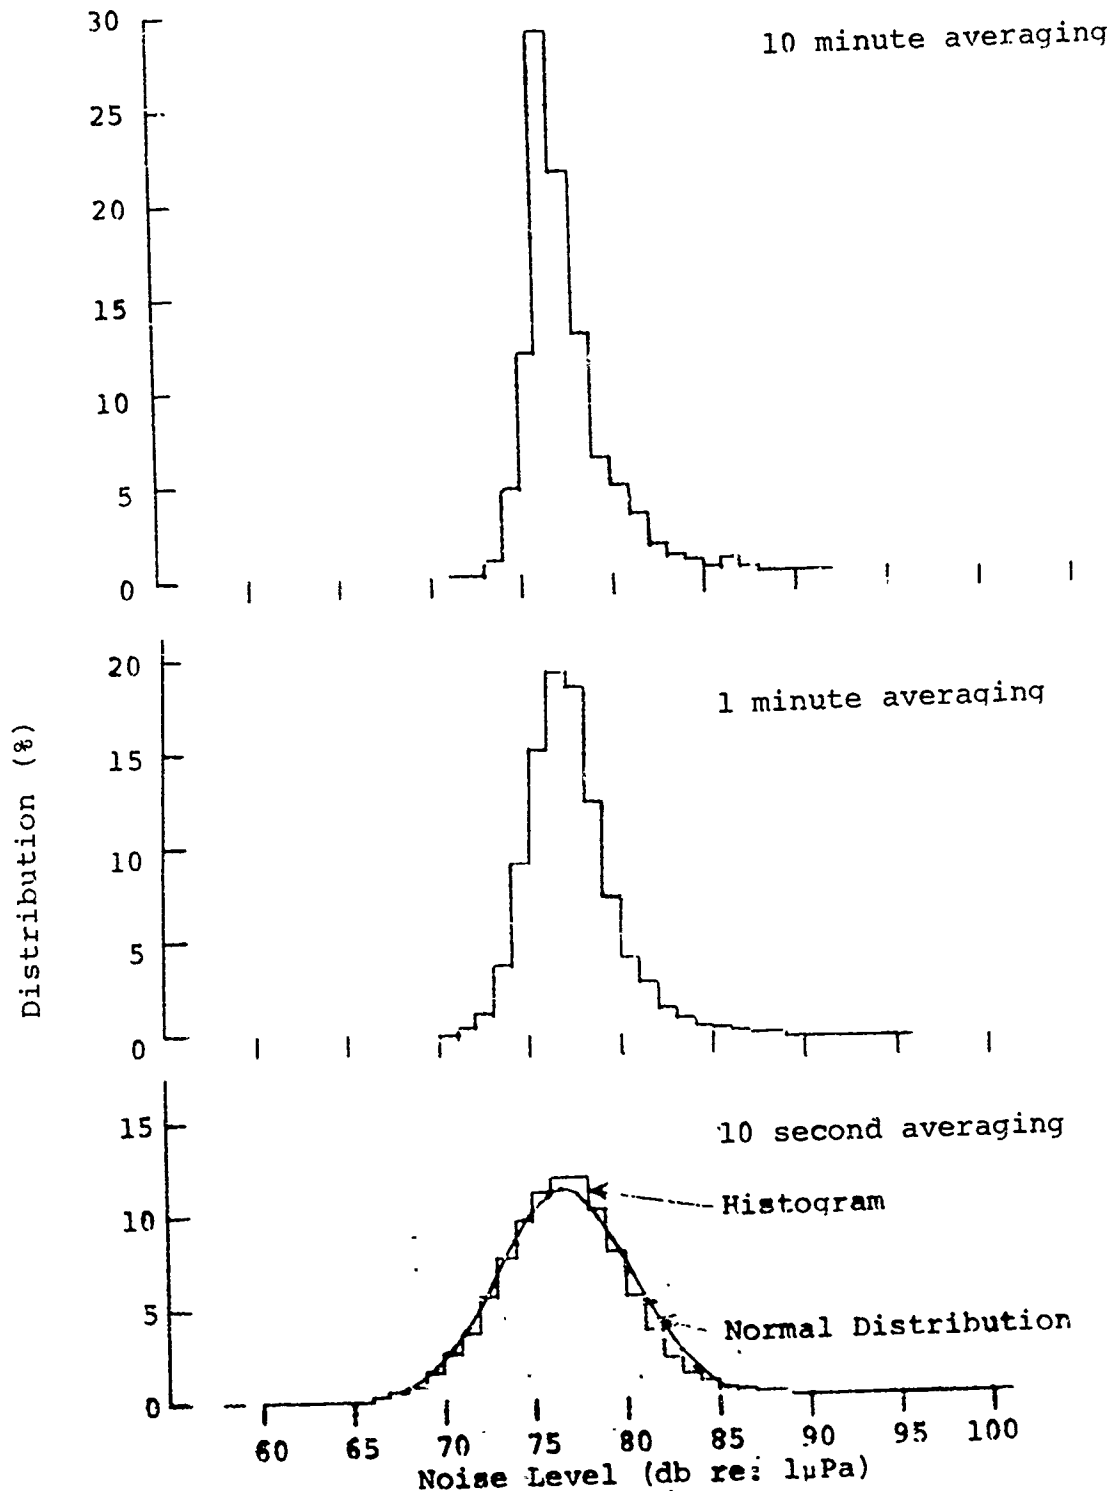 10 minute averaging
30
25
20
15
10
5
0
1 minute averaging
20
15
10
5
0
Distribution (%)
10 second averaging
15
10
5
0
Histogram
Normal Distribution
60 65 70 75 80 85 90 95 100
Noise Level (db re: 1μPa)